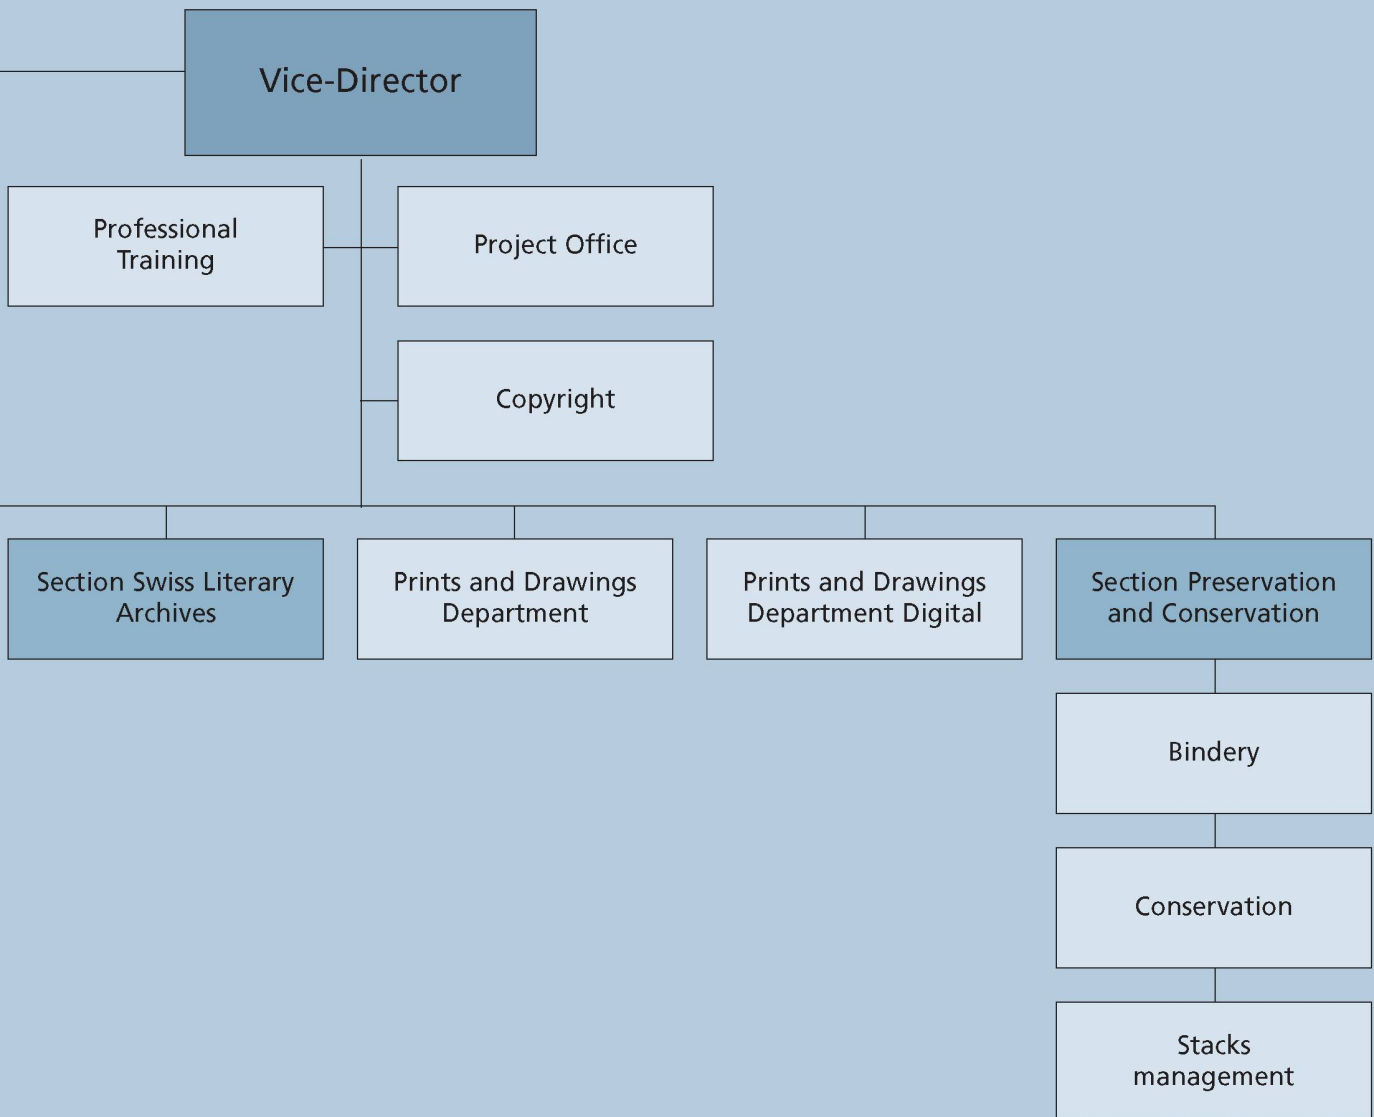 Vice-Director
Professional
Training
Project Office
Copyright
Section Swiss Literary
Archives
Prints and Drawings
Department
Prints and Drawings
Department Digital
Section Preservation
and Conservation
Bindery
Conservation
Stacks
management